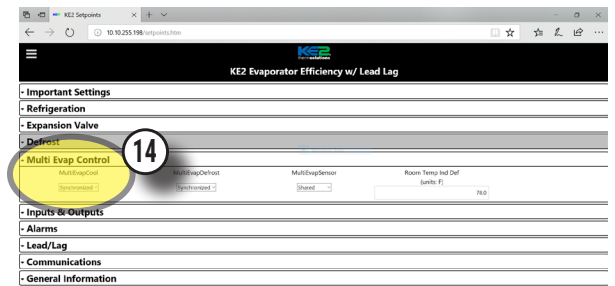 KE2 Setpoints
10.10.255.198/setpoints.htm
KE2
thermsolutions
KE2 Evaporator Efficiency w/ Lead Lag
- Important Settings
- Refrigeration
- Expansion Valve
- Defrost
- Multi Evap Control
14
MultiEvapCool MultiEvapDefrost MultiEvapSensor Room Temp Ind Def
(units: F)
Synchronized Synchronized Shared 78.0
- Inputs & Outputs
- Alarms
- Lead/Lag
- Communications
- General Information